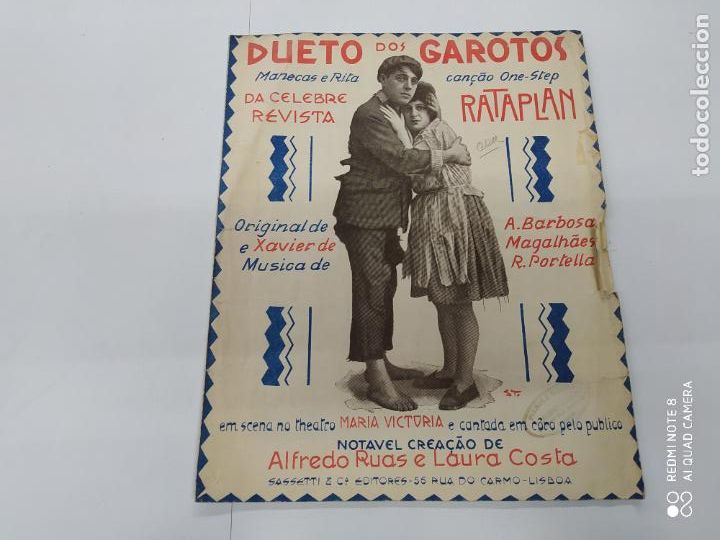 DUETO DOS GAROTOS
Manecas e Rita canção One-Step
DA CELEBRE RATAPLAN
REVISTA
Original de A. Barbosa
e Xavier de Magalhães
Musica de R. Portella
em scena no theatro MARIA VICTORIA e cantada em côro pelo publico
NOTAVEL CREAÇÃO DE
Alfredo Ruas e Laura Costa
SASSETTI & Cª EDITORES-56 RUA DO CARMO-LISBOA
todocoleccion
REDMI NOTE 8
AI QUAD CAMERA